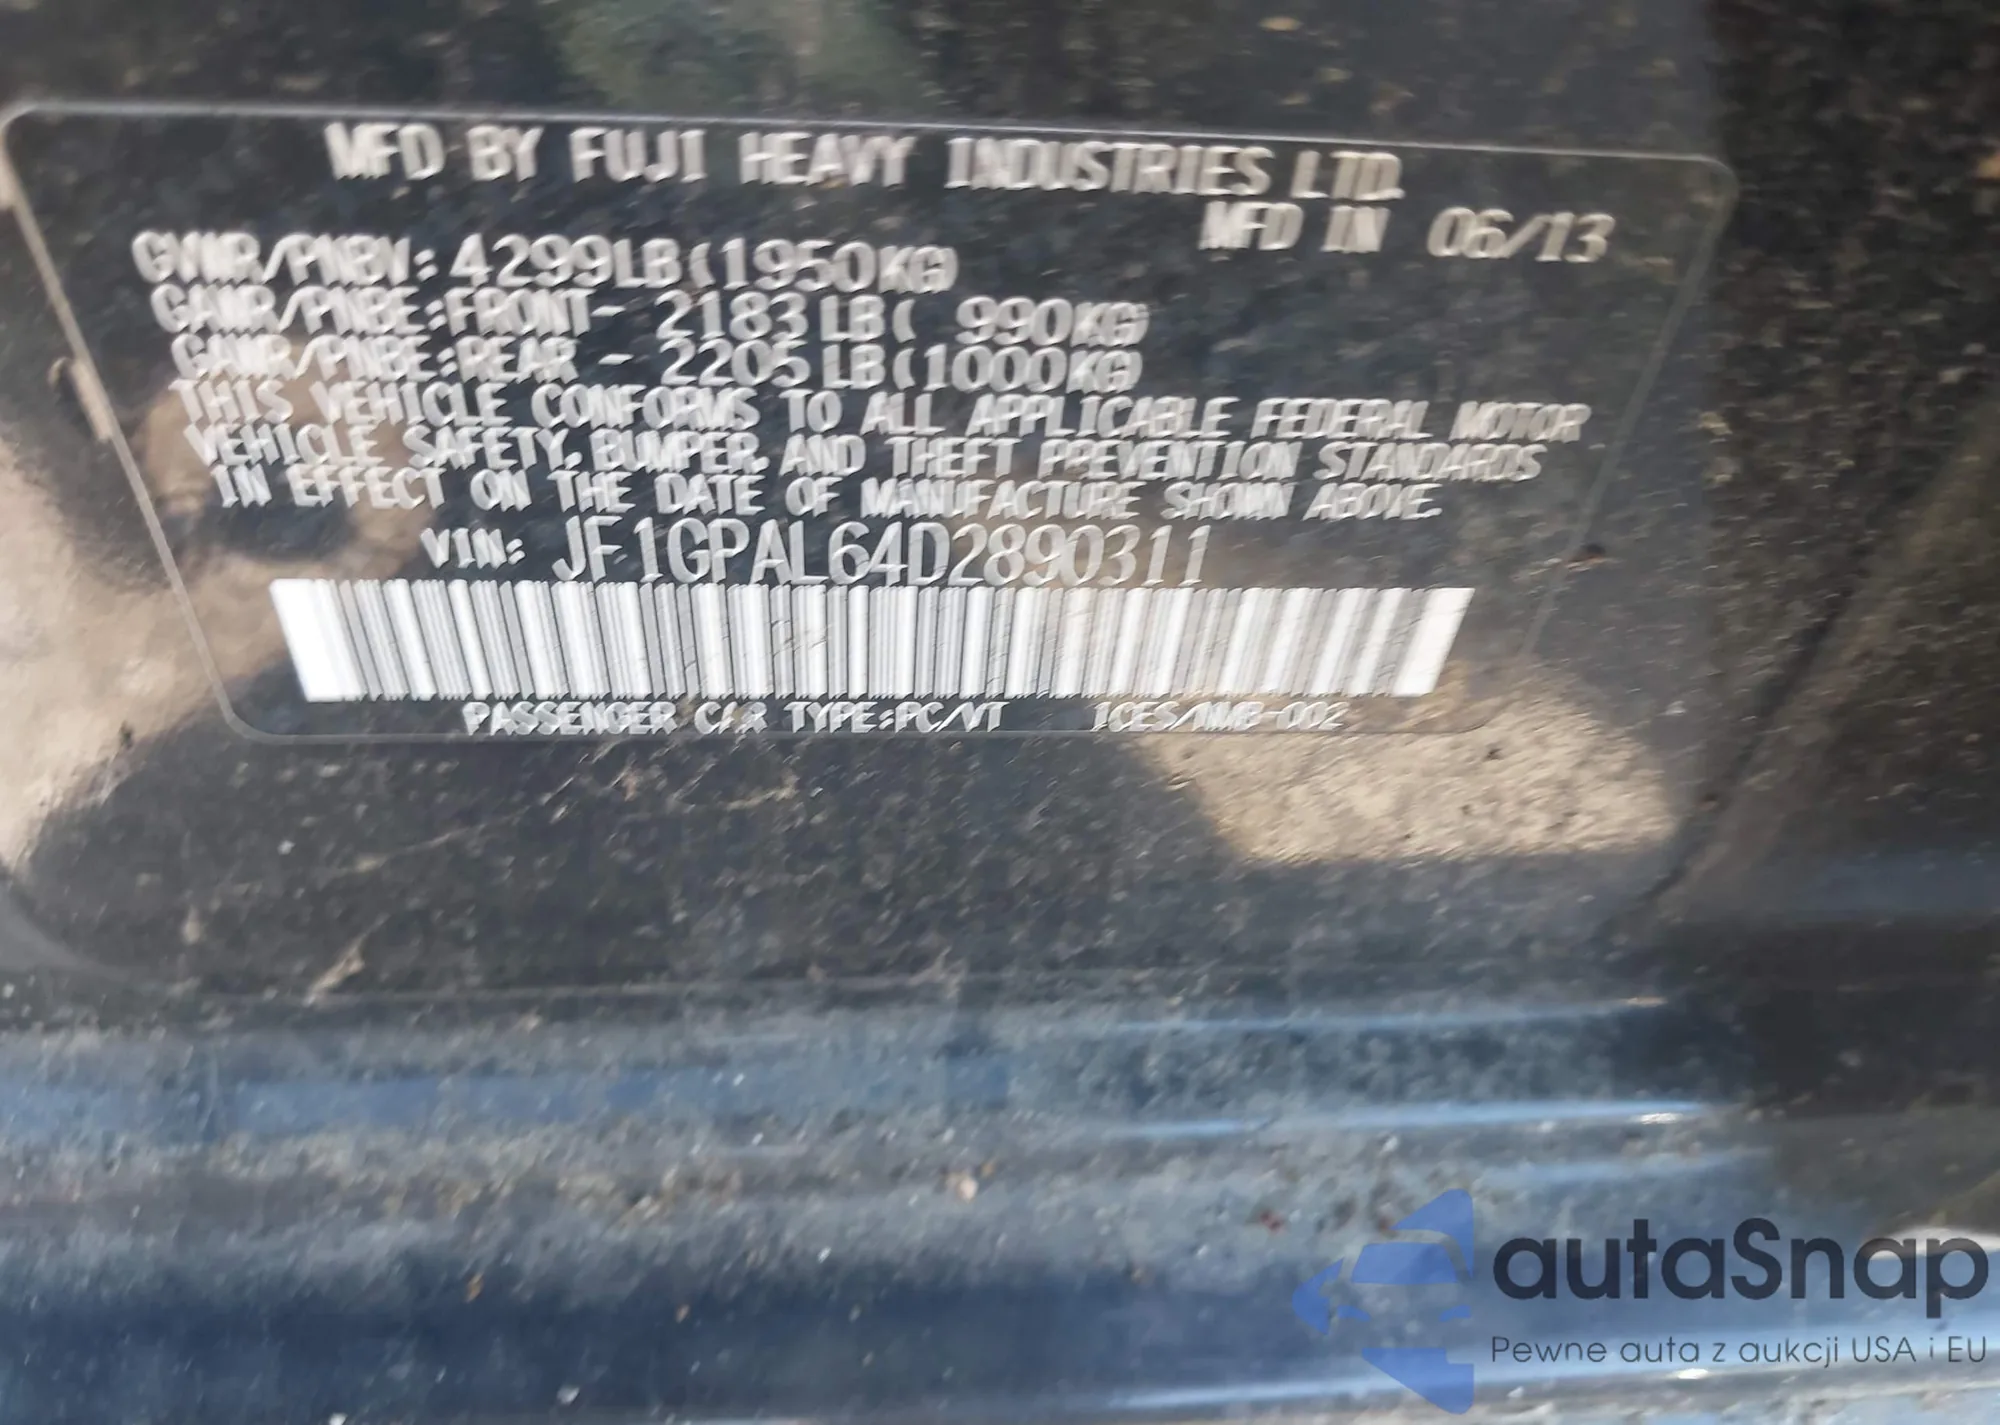 MFD BY FUJI HEAVY INDUSTRIES LTD.
MFD IN 06/13
GVWR/PNBV: 4299LB(1950KG)
GAWR/PNBE:FRONT- 2183LB( 990KG)
GAWR/PNBE:REAR - 2205LB(1000KG)
THIS VEHICLE CONFORMS TO ALL APPLICABLE FEDERAL MOTOR
VEHICLE SAFETY, BUMPER, AND THEFT PREVENTION STANDARDS
IN EFFECT ON THE DATE OF MANUFACTURE SHOWN ABOVE.
VIN: JF1GPAL64D2890311
PASSENGER CAR TYPE:PC/VT ICES/NMB-002
autaSnap
Pewne auta z aukcji USA i EU